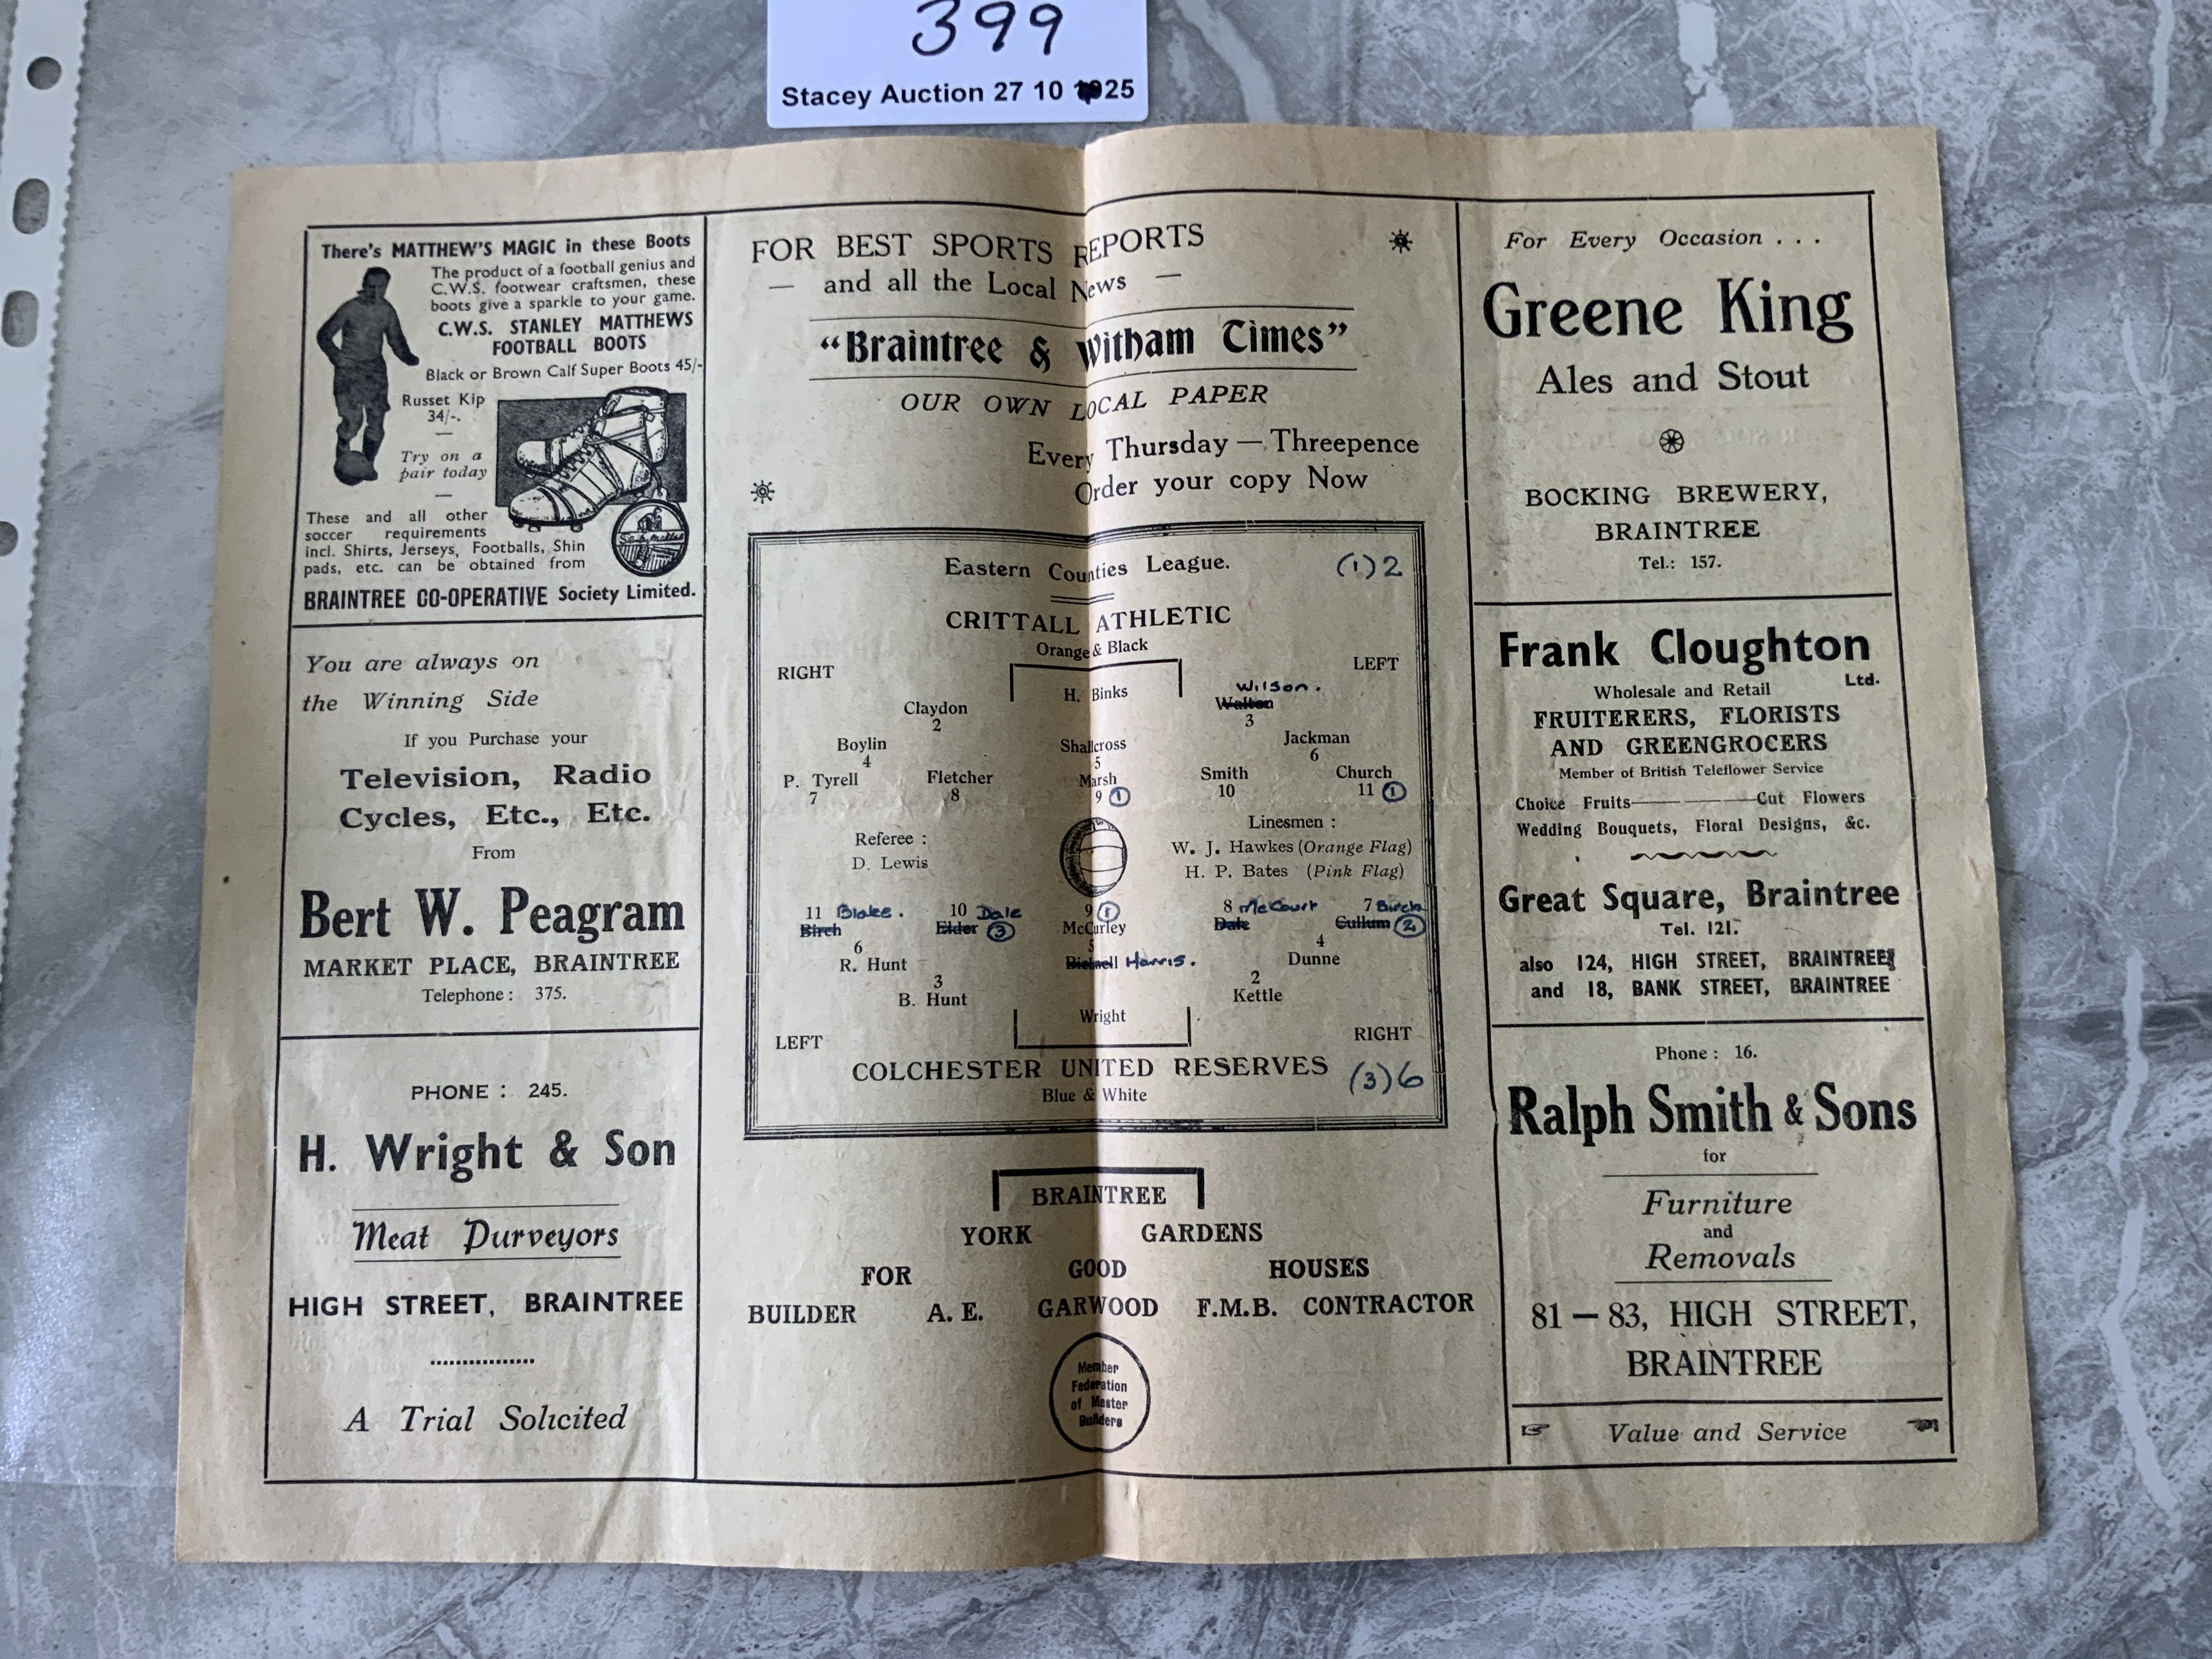 399
Stacey Auction 27 10 25
There's MATTHEW'S MAGIC in these Boots
The product of a football genius and
C.W.S. footwear craftsmen, these
boots give a sparkle to your game.
C.W.S. STANLEY MATTHEWS
FOOTBALL BOOTS
Black or Brown Calf Super Boots 45/-
Russet Kip
34/-.
Try on a
pair today
These and all other
soccer requirements
incl. Shirts, Jerseys, Footballs, Shin
pads, etc. can be obtained from
BRAINTREE CO-OPERATIVE Society Limited.
You are always on
the Winning Side
If you Purchase your
Television, Radio
Cycles, Etc., Etc.
From
Bert W. Peagram
MARKET PLACE, BRAINTREE
Telephone : 375.
PHONE : 245.
H. Wright & Son
Meat Purveyors
HIGH STREET, BRAINTREE
................
A Trial Solicited
FOR BEST SPORTS REPORTS
— and all the Local News —
"Braintree & Witham Times"
OUR OWN LOCAL PAPER
Every Thursday — Threepence
Order your copy Now
Eastern Counties League. (1) 2
CRITTALL ATHLETIC
Orange & Black
RIGHT LEFT
H. Binks
Wilson.
Claydon Walton
2 3
Boylin Shallcross Jackman
4 5 6
P. Tyrell Fletcher Marsh Smith Church
7 8 9 (1) 10 11 (1)
Referee : Linesmen :
D. Lewis W. J. Hawkes (Orange Flag)
H. P. Bates (Pink Flag)
11 Blake. 10 Dale 9 (1) 8 McCourt 7 Birch
Birch Elder (3) McCurley Dale Cullum (2)
6 5 4
R. Hunt Bicknell Harris. Dunne
3 2
B. Hunt Kettle
Wright
LEFT RIGHT
COLCHESTER UNITED RESERVES (3) 6
Blue & White
BRAINTREE
YORK GARDENS
FOR GOOD HOUSES
BUILDER A. E. GARWOOD F.M.B. CONTRACTOR
Member
Federation
of Master
Builders
For Every Occasion . . .
Greene King
Ales and Stout
BOCKING BREWERY,
BRAINTREE
Tel.: 157.
Frank Cloughton
Ltd.
Wholesale and Retail
FRUITERERS, FLORISTS
AND GREENGROCERS
Member of British Teleflower Service
Choice Fruits— — —Cut Flowers
Wedding Bouquets, Floral Designs, &c.
Great Square, Braintree
Tel. 121.
also 124, HIGH STREET, BRAINTREE
and 18, BANK STREET, BRAINTREE
Phone : 16.
Ralph Smith & Sons
for
Furniture
and
Removals
81 — 83, HIGH STREET,
BRAINTREE
Value and Service